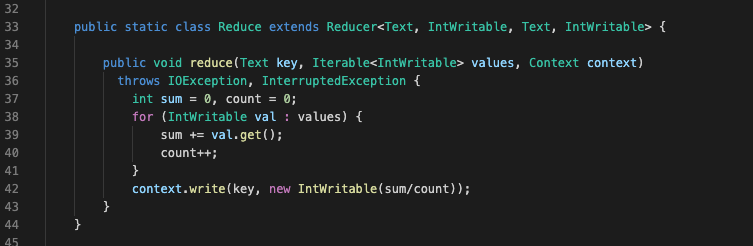 32
33 public static class Reduce extends Reducer<Text, IntWritable, Text, IntWritable> {
34
35 public void reduce(Text key, Iterable<IntWritable> values, Context context)
36 throws IOException, InterruptedException {
37 int sum = 0, count = 0;
38 for (IntWritable val : values) {
39 sum += val.get();
40 count++;
41 }
42 context.write(key, new IntWritable(sum/count));
43 }
44 }
45